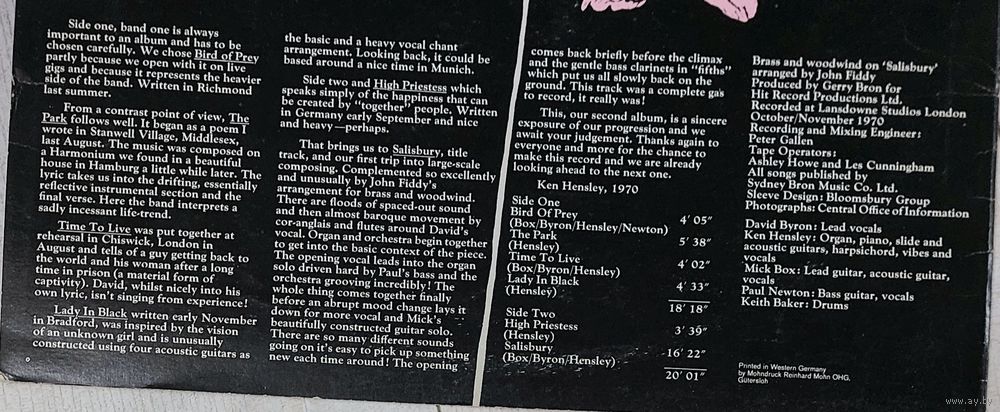 Side one, band one is always
important to an album and has to be
chosen carefully. We chose Bird of Prey
partly because we open with it on live
gigs and because it represents the heavier
side of the band. Written in Richmond
last summer.
From a contrast point of view, The
Park follows well. It began as a poem I
wrote in Stanwell Village, Middlesex,
last August. The music was composed on
a Harmonium we found in a beautiful
house in Hamburg a little while later. The
lyric takes us into the drifting, essentially
reflective instrumental section and the
final verse. Here the band interprets a
sadly incessant life-trend.
Time To Live was put together at
rehearsal in Chiswick, London in
August and tells of a guy getting back to
the world and his woman after a long
time in prison (a material form of
captivity). David, whilst nicely into his
own lyric, isn't singing from experience!
Lady In Black written early November
in Bradford, was inspired by the vision
of an unknown girl and is unusually
constructed using four acoustic guitars as
the basic and a heavy vocal chant
arrangement. Looking back, it could be
based around a nice time in Munich.
Side two and High Priestess which
speaks simply of the happiness that can
be created by "together" people. Written
in Germany early September and nice
and heavy—perhaps.
That brings us to Salisbury, title
track, and our first trip into large-scale
composing. Complemented so excellently
and unusually by John Fiddy's
arrangement for brass and woodwind.
There are floods of spaced-out sound
and then almost baroque movement by
cor-anglais and flutes around David's
vocal. Organ and orchestra begin together
to get into the basic context of the piece.
The opening vocal leads into the organ
solo driven hard by Paul's bass and the
orchestra grooving incredibly! The
whole thing comes together finally
before an abrupt mood change lays it
down for more vocal and Mick's
beautifully constructed guitar solo.
There are so many different sounds
going on it's easy to pick up something
new each time around! The opening
comes back briefly before the climax
and the gentle bass clarinets in "fifths"
which put us all slowly back on the
ground. This track was a complete gas
to record, it really was!
This, our second album, is a sincere
exposure of our progression and we
await your judgement. Thanks again to
everyone and more for the chance to
make this record and we are already
looking ahead to the next one.
Ken Hensley, 1970
Side One
Bird Of Prey 4′ 05″
(Box/Byron/Hensley/Newton)
The Park 5′ 38″
(Hensley)
Time To Live 4′ 02″
(Box/Byron/Hensley)
Lady In Black 4′ 33″
(Hensley)
18′ 18″
Side Two
High Priestess 3′ 39″
(Hensley)
Salisbury 16′ 22″
(Box/Byron/Hensley)
20′ 01″
Brass and woodwind on 'Salisbury'
arranged by John Fiddy
Produced by Gerry Bron for
Hit Record Productions Ltd.
Recorded at Lansdowne Studios London
October/November 1970
Recording and Mixing Engineer:
Peter Gallen
Tape Operators:
Ashley Howe and Les Cunningham
All songs published by
Sydney Bron Music Co. Ltd.
Sleeve Design: Bloomsbury Group
Photographs: Central Office of Information
David Byron: Lead vocals
Ken Hensley: Organ, piano, slide and
acoustic guitars, harpsichord, vibes and
vocals
Mick Box: Lead guitar, acoustic guitar,
vocals
Paul Newton: Bass guitar, vocals
Keith Baker: Drums
Printed in Western Germany
by Mohndruck Reinhard Mohn OHG,
Gütersloh
www.ay.by